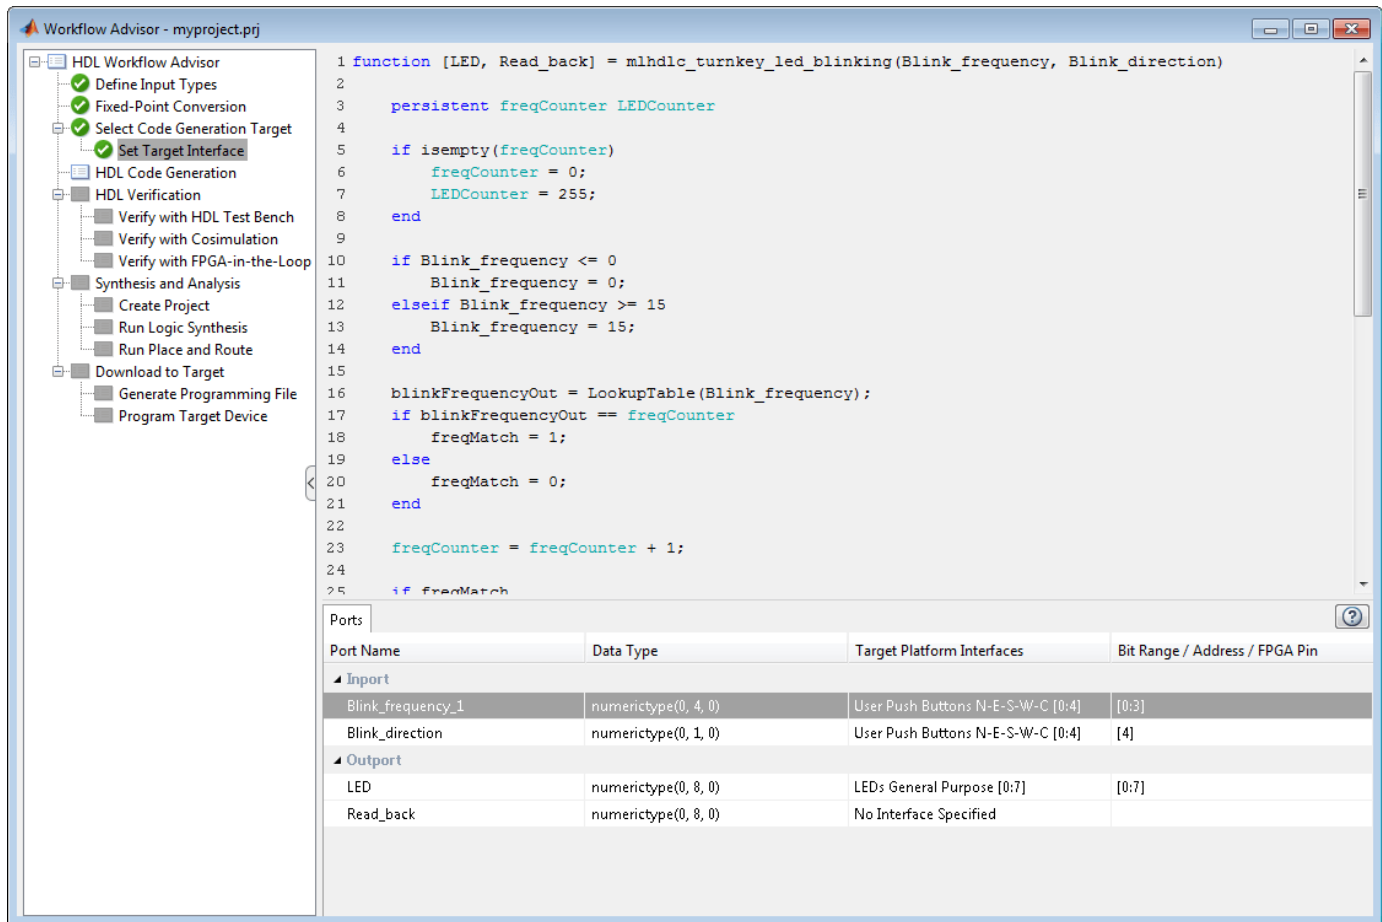 Workflow Advisor - myproject.prj
HDL Workflow Advisor
Define Input Types
Fixed-Point Conversion
Select Code Generation Target
Set Target Interface
HDL Code Generation
HDL Verification
Verify with HDL Test Bench
Verify with Cosimulation
Verify with FPGA-in-the-Loop
Synthesis and Analysis
Create Project
Run Logic Synthesis
Run Place and Route
Download to Target
Generate Programming File
Program Target Device
1 function [LED, Read_back] = mlhdlc_turnkey_led_blinking(Blink_frequency, Blink_direction)
2
3 persistent freqCounter LEDCounter
4
5 if isempty(freqCounter)
6 freqCounter = 0;
7 LEDCounter = 255;
8 end
9
10 if Blink_frequency <= 0
11 Blink_frequency = 0;
12 elseif Blink_frequency >= 15
13 Blink_frequency = 15;
14 end
15
16 blinkFrequencyOut = LookupTable(Blink_frequency);
17 if blinkFrequencyOut == freqCounter
18 freqMatch = 1;
19 else
20 freqMatch = 0;
21 end
22
23 freqCounter = freqCounter + 1;
24
25 if freqMatch
Ports
Port Name Data Type Target Platform Interfaces Bit Range / Address / FPGA Pin
Inport
Blink_frequency_1 numerictype(0, 4, 0) User Push Buttons N-E-S-W-C [0:4] [0:3]
Blink_direction numerictype(0, 1, 0) User Push Buttons N-E-S-W-C [0:4] [4]
Outport
LED numerictype(0, 8, 0) LEDs General Purpose [0:7] [0:7]
Read_back numerictype(0, 8, 0) No Interface Specified